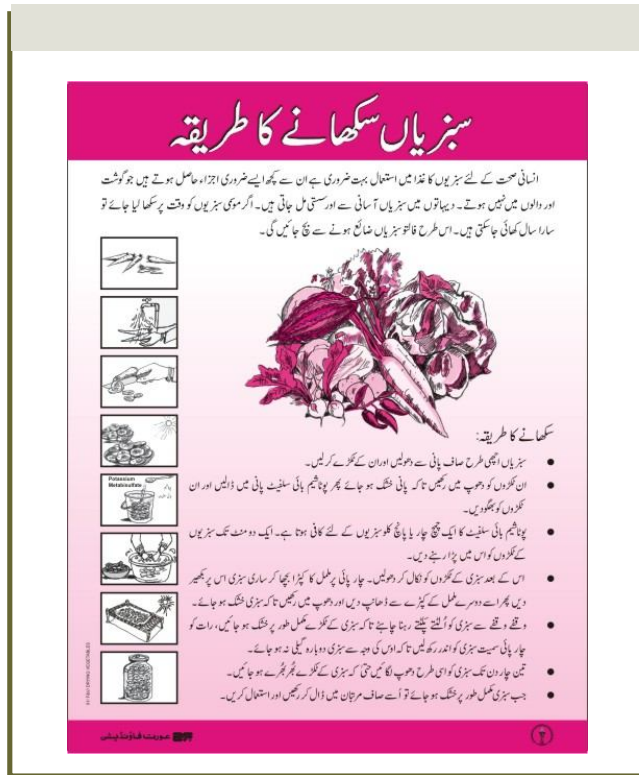 سبزیاں سکھانے کا طریقہ
انسانی صحت کے لئے سبزیوں کا غذا میں استعمال بہت ضروری ہے ان سے کچھ ایسے ضروری اجزاء حاصل ہوتے ہیں جو گوشت
اور دالوں میں نہیں ہوتے۔ دیہاتوں میں سبزیاں آسانی سے اور سستی مل جاتی ہیں۔ اگر موسمی سبزیوں کو وقت پر سکھا لیا جائے تو
سارا سال کھائی جاسکتی ہیں۔ اس طرح فالتو سبزیاں ضائع ہونے سے بچ جائیں گی۔
Potassium
Metabisulfate
سکھانے کا طریقہ:
سبزیاں اچھی طرح صاف پانی سے دھولیں اور ان کے ٹکڑے کرلیں۔
ان ٹکڑوں کو دھوپ میں رکھیں تاکہ پانی خشک ہو جائے پھر پوٹاشیم بائی سلفیٹ پانی میں ڈالیں اور ان
ٹکڑوں کو بھگودیں۔
پوٹاشیم بائی سلفیٹ کا ایک چمچ چار یا پانچ کلو سبزیوں کے لئے کافی ہوتا ہے۔ ایک دو منٹ تک سبزیوں
کے ٹکڑوں کو اس میں پڑا رہنے دیں۔
اس کے بعد سبزی کے ٹکڑوں کو نکال کر دھولیں۔ چار پائی پر ململ کا کپڑا بچھا کر ساری سبزی اس پر بکھیر
دیں پھر اسے دوسرے ململ کے کپڑے سے ڈھانپ دیں اور دھوپ میں رکھیں تاکہ سبزی خشک ہو جائے۔
وقفے وقفے سے سبزی کو اُلٹتے پلٹتے رہنا چاہئے تاکہ سبزی کے ٹکڑے مکمل طور پر خشک ہو جائیں، رات کو
چار پائی سمیت سبزی کو اندر رکھ لیں تاکہ اوس کی وجہ سے سبزی دوبارہ گیلی نہ ہو جائے۔
تین چار دن تک سبزی کو اسی طرح دھوپ لگائیں حتیٰ کہ سبزی کے ٹکڑے بُھر بُھرے ہو جائیں۔
جب سبزی مکمل طور پر خشک ہو جائے تو اُسے صاف مرتبان میں ڈال کر رکھیں اور استعمال کریں۔
عورت فاؤنڈیشن
۲